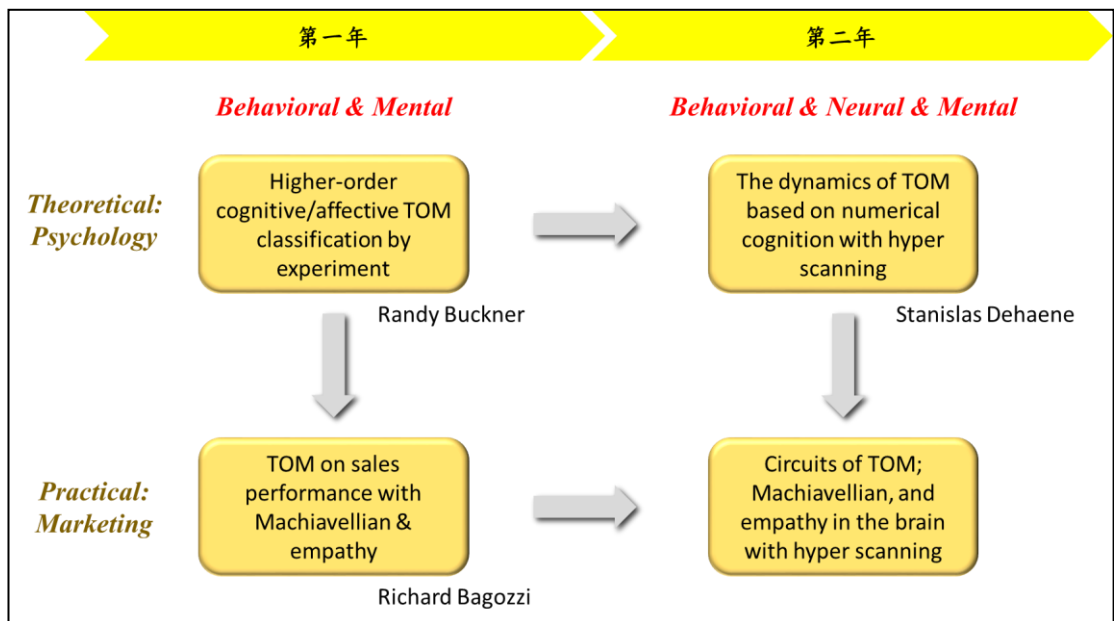 第一年
第二年
Behavioral & Mental
Behavioral & Neural & Mental
Theoretical:
Psychology
Higher-order
cognitive/affective TOM
classification by
experiment
The dynamics of TOM
based on numerical
cognition with hyper
scanning
Randy Buckner
Stanislas Dehaene
Practical:
Marketing
TOM on sales
performance with
Machiavellian &
empathy
Circuits of TOM;
Machiavellian, and
empathy in the brain
with hyper scanning
Richard Bagozzi